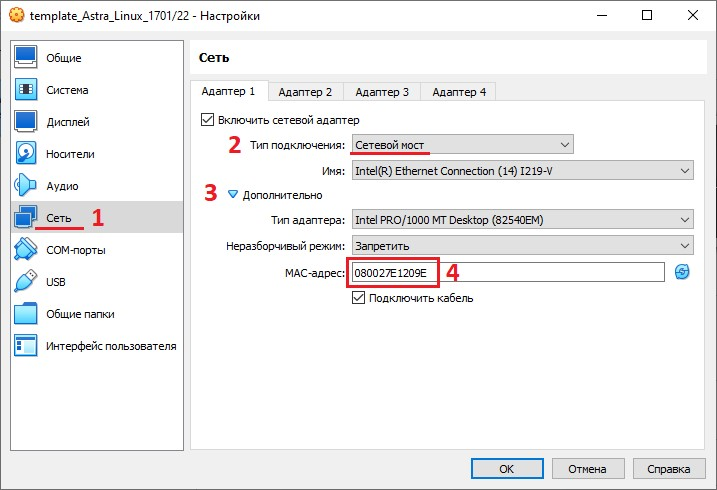 template_Astra_Linux_1701/22 - Настройки
Общие
Система
Дисплей
Носители
Аудио
Сеть 1
COM-порты
USB
Общие папки
Интерфейс пользователя
Сеть
Адаптер 1 Адаптер 2 Адаптер 3 Адаптер 4
Включить сетевой адаптер
2 Тип подключения: Сетевой мост
Имя: Intel(R) Ethernet Connection (14) I219-V
3 Дополнительно
Тип адаптера: Intel PRO/1000 MT Desktop (82540EM)
Неразборчивый режим: Запретить
MAC-адрес: 080027E1209E 4
Подключить кабель
OK Отмена Справка